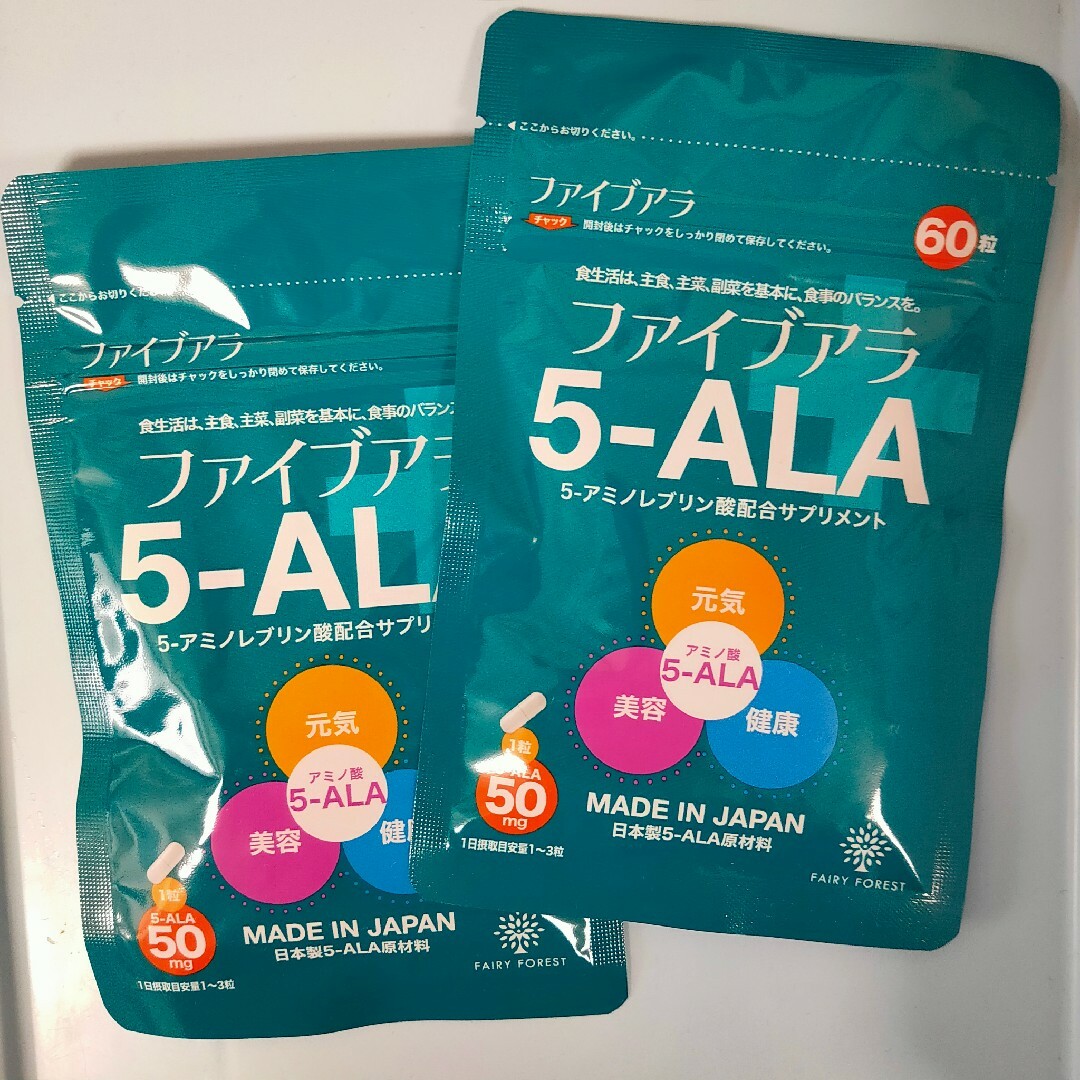 ここからお切りください。
ファイブアラ
チャック 開封後はチャックをしっかり閉めて保存してください。
60粒
食生活は、主食、主菜、副菜を基本に、食事のバランスを。
ファイブアラ
5-ALA
5-アミノレブリン酸配合サプリメント
元気
アミノ酸
5-ALA
美容
健康
1粒
5-ALA
50
mg
1日摂取目安量1~3粒
MADE IN JAPAN
日本製5-ALA原材料
FAIRY FOREST
ここからお切りくだ
ファイブアラ
チャック 開封後はチャックをしっかり閉めて保存してください。
食生活は、主食、主菜、副菜を基本に、食事のバラン
ファイブアラ
5-AL
5-アミノレブリン酸配合サプリ
元気
アミノ酸
5-ALA
美容
健
1粒
5-ALA
50
mg
1日摂取目安量1~3粒
MADE IN JAPAN
日本製5-ALA原材料
FAIRY FOREST